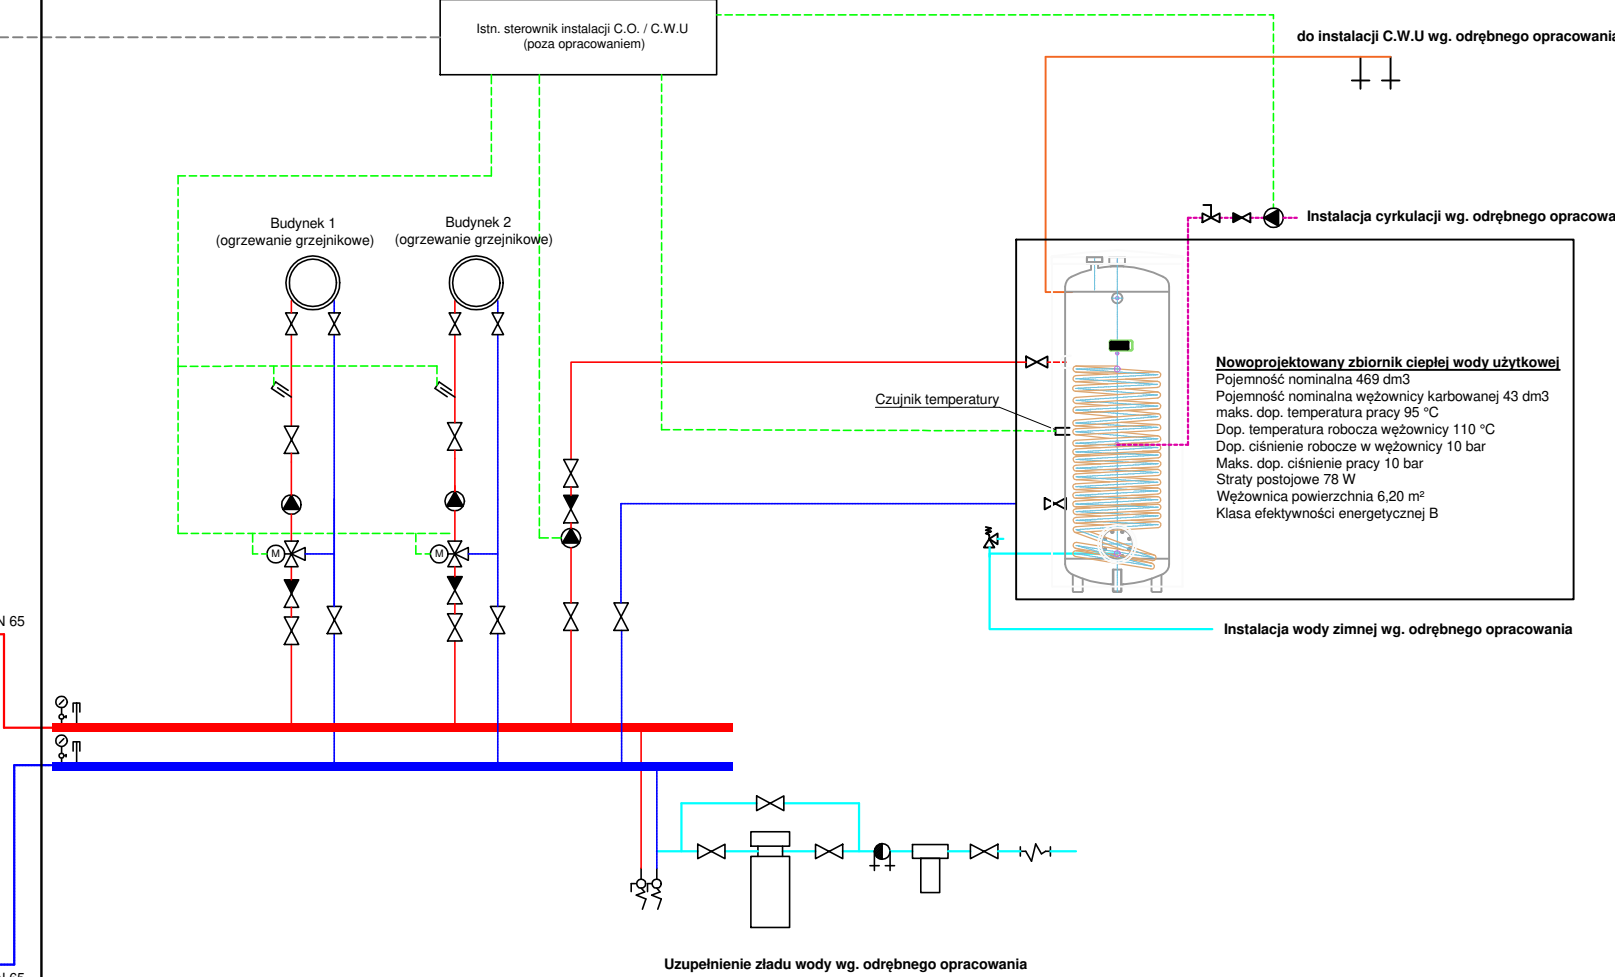 Istn. sterownik instalacji C.O. / C.W.U
(poza opracowaniem)
do instalacji C.W.U wg. odrębnego opracowania
Budynek 1
(ogrzewanie grzejnikowe)
Budynek 2
(ogrzewanie grzejnikowe)
Instalacja cyrkulacji wg. odrębnego opracowa
Nowoprojektowany zbiornik ciepłej wody użytkowej
Pojemność nominalna 469 dm3
Pojemność nominalna wężownicy karbowanej 43 dm3
maks. dop. temperatura pracy 95 °C
Dop. temperatura robocza wężownicy 110 °C
Dop. ciśnienie robocze w wężownicy 10 bar
Maks. dop. ciśnienie pracy 10 bar
Straty postojowe 78 W
Wężownica powierzchnia 6,20 m²
Klasa efektywności energetycznej B
Czujnik temperatury
M
M
N 65
Instalacja wody zimnej wg. odrębnego opracowania
Uzupełnienie zładu wody wg. odrębnego opracowania